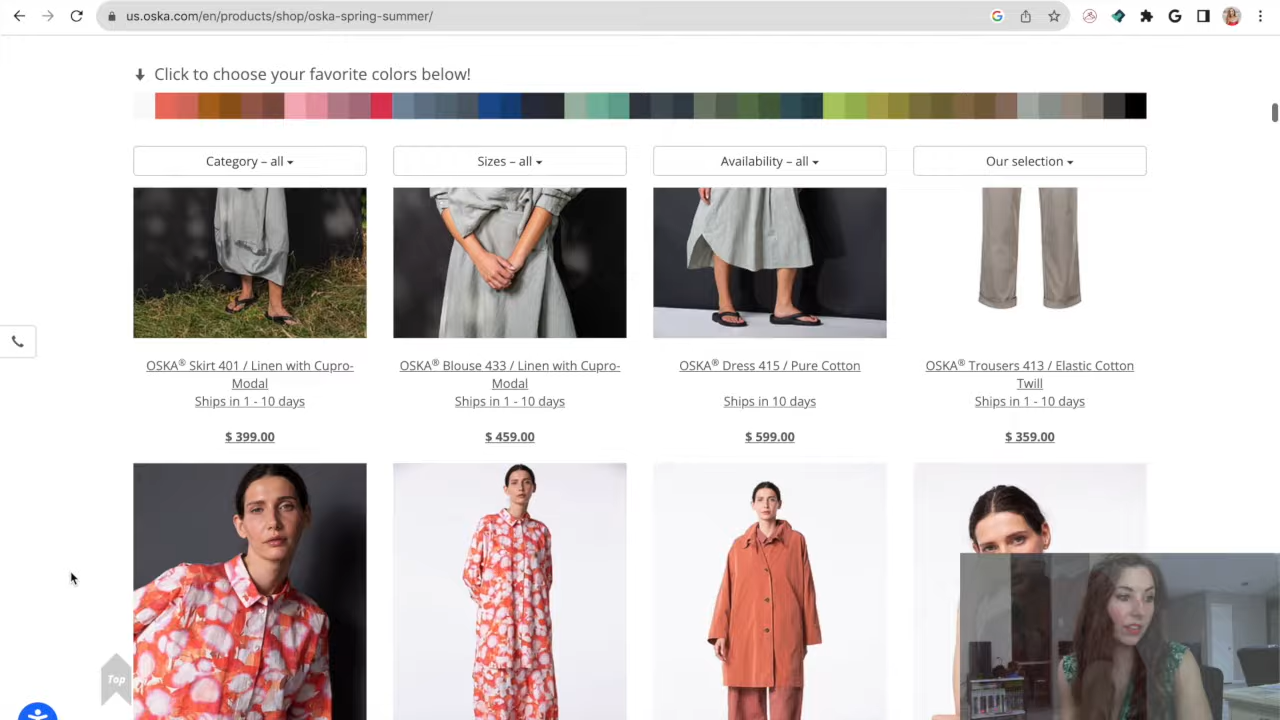 us.oska.com/en/products/shop/oska-spring-summer/
Click to choose your favorite colors below!
Category – all
Sizes – all
Availability – all
Our selection
OSKA® Skirt 401 / Linen with Cupro-
Modal
Ships in 1 - 10 days
$ 399.00
OSKA® Blouse 433 / Linen with Cupro-
Modal
Ships in 1 - 10 days
$ 459.00
OSKA® Dress 415 / Pure Cotton
Ships in 10 days
$ 599.00
OSKA® Trousers 413 / Elastic Cotton
Twill
Ships in 1 - 10 days
$ 359.00
Top